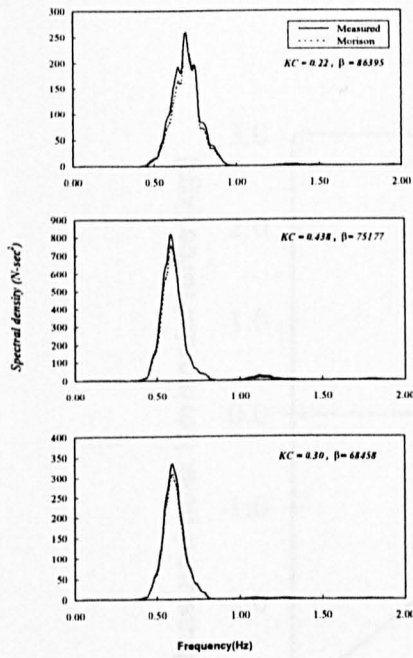 300
Measured
Morison
250
KC = 0.22 , β = 86395
200
150
100
50
0
0.00 0.50 1.00 1.50 2.00
900
800
KC = 0.438 , β= 75177
700
600
500
400
300
200
100
0
0.00 0.50 1.00 1.50 2.00
Spectral density (N-sec²)
400
350
KC = 0.30 , β= 68458
300
250
200
150
100
50
0
0.00 0.50 1.00 1.50 2.00
Frequency(Hz)